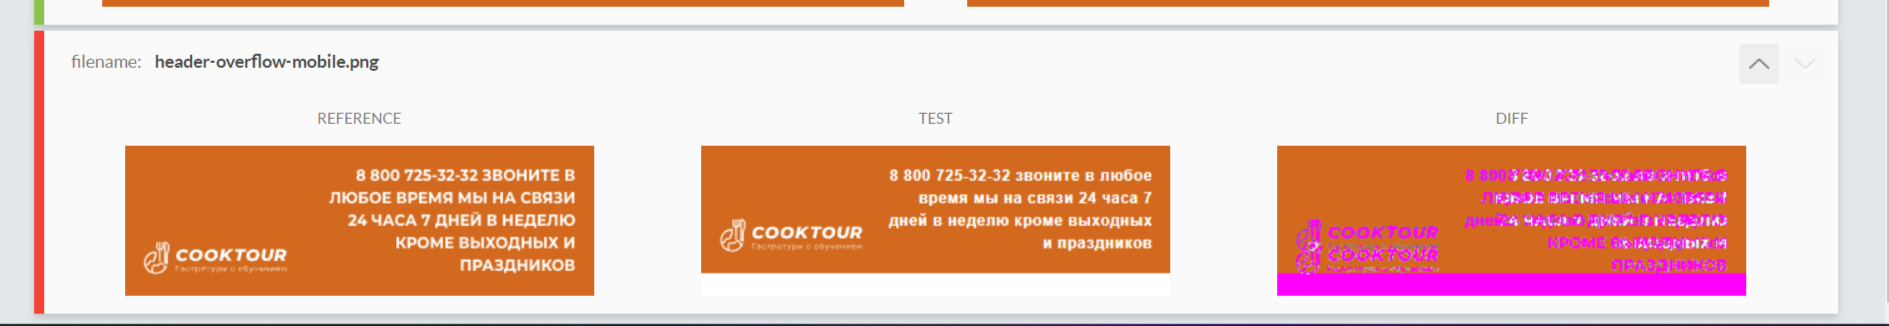 filename: header-overflow-mobile.png
REFERENCE
TEST
DIFF
8 800 725-32-32 ЗВОНИТЕ В
ЛЮБОЕ ВРЕМЯ МЫ НА СВЯЗИ
24 ЧАСА 7 ДНЕЙ В НЕДЕЛЮ
КРОМЕ ВЫХОДНЫХ И
ПРАЗДНИКОВ
COOKTOUR
Гастротуры с обучением
8 800 725-32-32 звоните в любое
время мы на связи 24 часа 7
дней в неделю кроме выходных
и праздников
COOKTOUR
Гастротуры с обучением
COOKTOUR
COOKTOUR
ПРАЗДНИКОВ